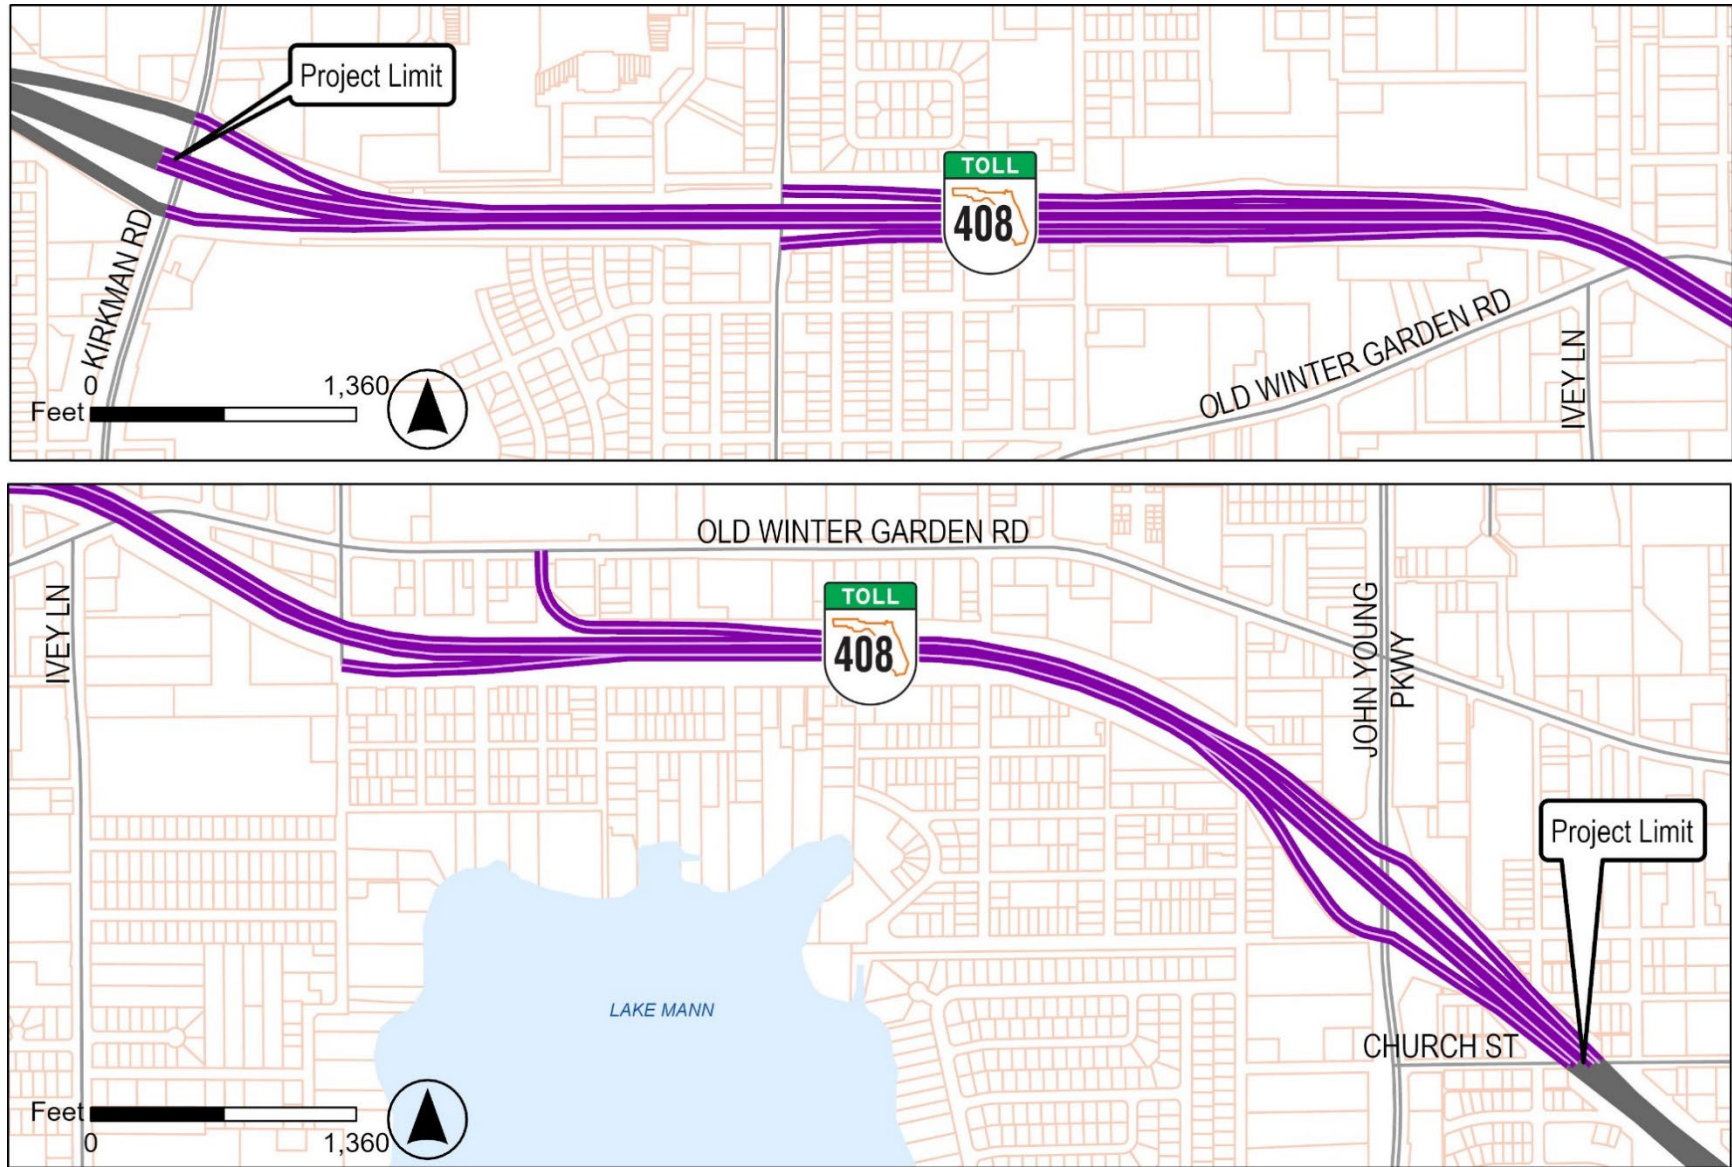 Project Limit
TOLL
408
KIRKMAN RD
0
1,360
Feet
OLD WINTER GARDEN RD
IVEY LN
OLD WINTER GARDEN RD
TOLL
408
IVEY LN
JOHN YOUNG
PKWY
Project Limit
LAKE MANN
CHURCH ST
Feet
0
1,360